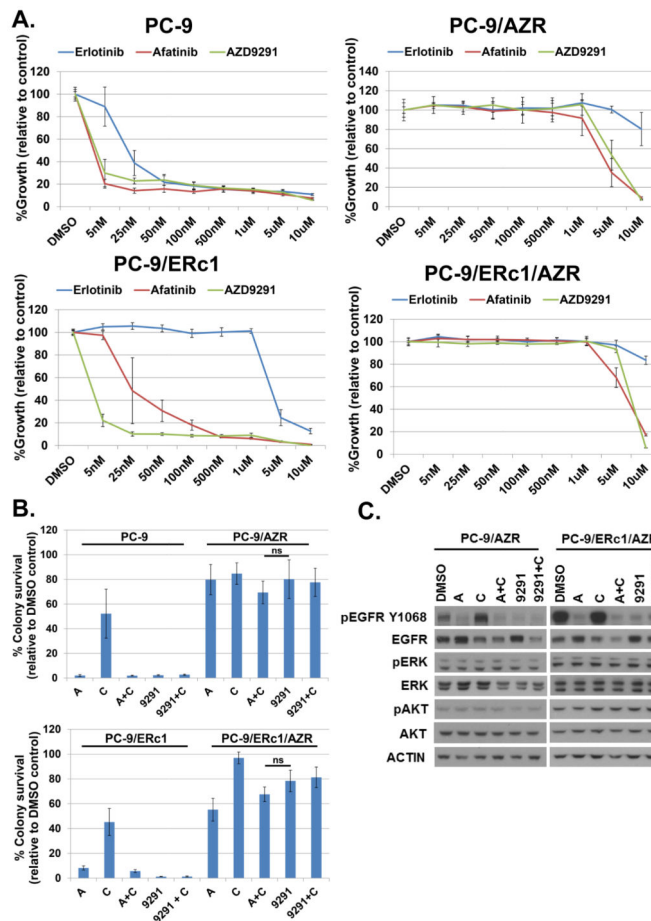 A.
PC-9
Erlotinib Afatinib AZD9291
%Growth (relative to control)
120
100
80
60
40
20
0
DMSO 5nM 25nM 50nM 100nM 500nM 1uM 5uM 10uM
PC-9/AZR
Erlotinib Afatinib AZD9291
%Growth (relative to control)
140
120
100
80
60
40
20
0
DMSO 5nM 25nM 50nM 100nM 500nM 1uM 5uM 10uM
PC-9/ERc1
Erlotinib Afatinib AZD9291
%Growth (relative to control)
120
100
80
60
40
20
0
DMSO 5nM 25nM 50nM 100nM 500nM 1uM 5uM 10uM
PC-9/ERc1/AZR
Erlotinib Afatinib AZD9291
%Growth (relative to control)
120
100
80
60
40
20
0
DMSO 5nM 25nM 50nM 100nM 500nM 1uM 5uM 10uM
B.
PC-9 PC-9/AZR
ns
% Colony survival
(relative to DMSO control)
120
100
80
60
40
20
0
A C A+C 9291 9291+C A C A+C 9291 9291+C
PC-9/ERc1 PC-9/ERc1/AZR
ns
% Colony survival
(relative to DMSO control)
120
100
80
60
40
20
0
A C A+C 9291 9291 + C A C A+C 9291 9291+C
C.
PC-9/AZR PC-9/ERc1/AZR
DMSO A C A+C 9291 9291+C DMSO A C A+C 9291
pEGFR Y1068
EGFR
pERK
ERK
pAKT
AKT
ACTIN